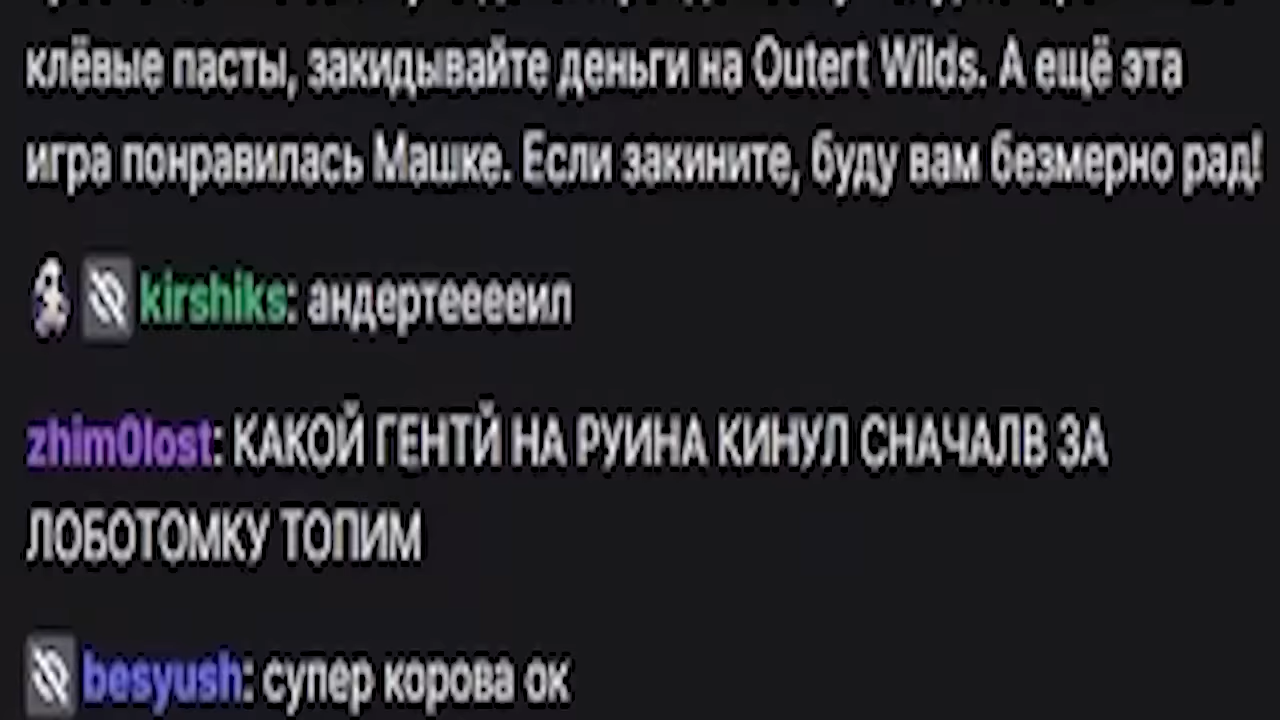 клёвые пасты, закидывайте деньги на Outert Wilds. А ещё эта
игра понравилась Машке. Если закините, буду вам безмерно рад!
kirshiks: андертееееил
zhim0lost: КАКОЙ ГЕНТЙ НА РУИНА КИНУЛ СНАЧАЛВ ЗА
ЛОБОТОМКУ ТОПИМ
besyush: супер корова ок